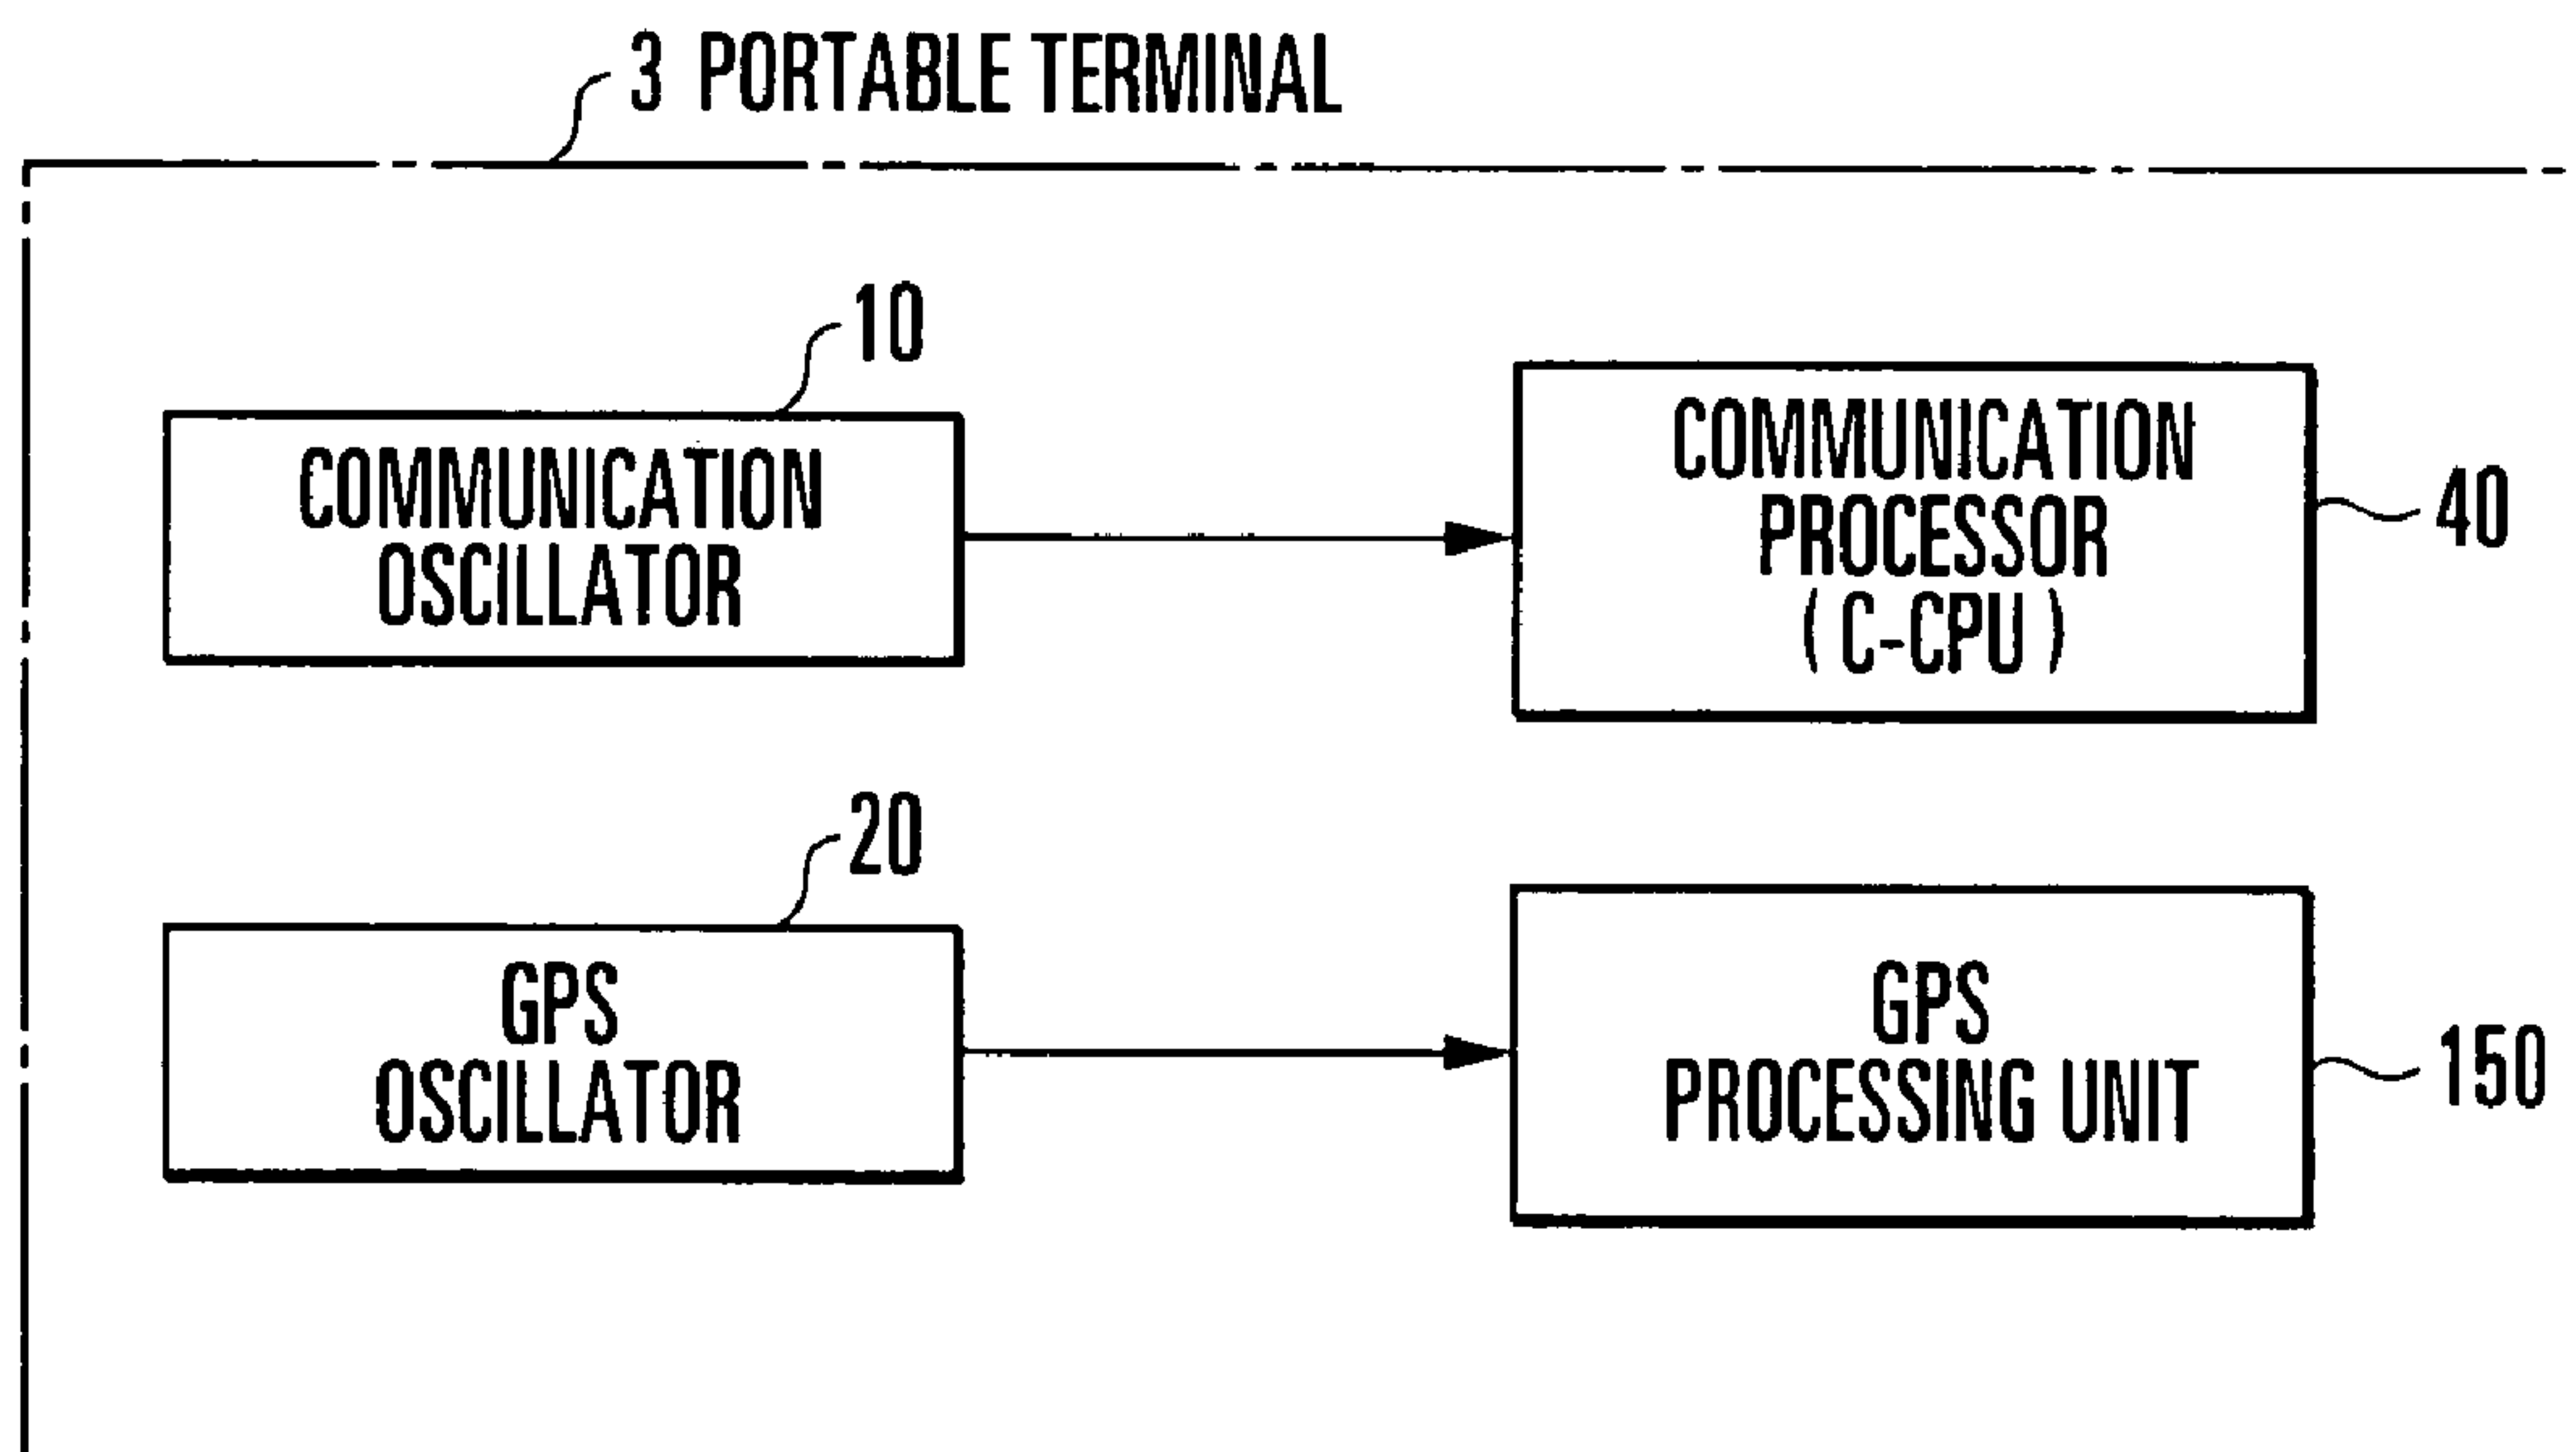 3 PORTABLE TERMINAL
10
COMMUNICATION
OSCILLATOR
COMMUNICATION
PROCESSOR
(C-CPU)
40
20
GPS
OSCILLATOR
GPS
PROCESSING UNIT
150